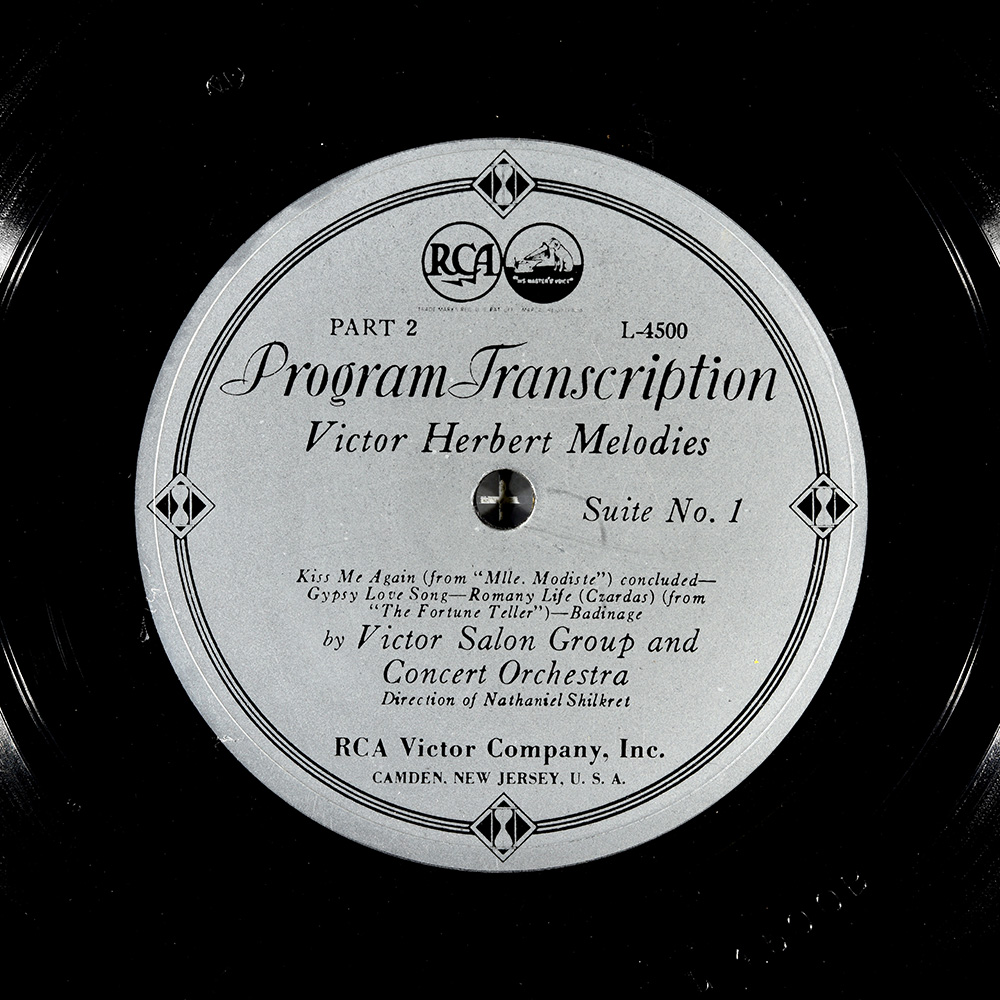 RCA
"HIS MASTER'S VOICE"
PART 2 L-4500
Program Transcription
Victor Herbert Melodies
Suite No. 1
Kiss Me Again (from "Mlle. Modiste") concluded—
Gypsy Love Song—Romany Life (Czardas) (from
"The Fortune Teller")—Badinage
by Victor Salon Group and
Concert Orchestra
Direction of Nathaniel Shilkret
RCA Victor Company, Inc.
CAMDEN, NEW JERSEY, U. S. A.